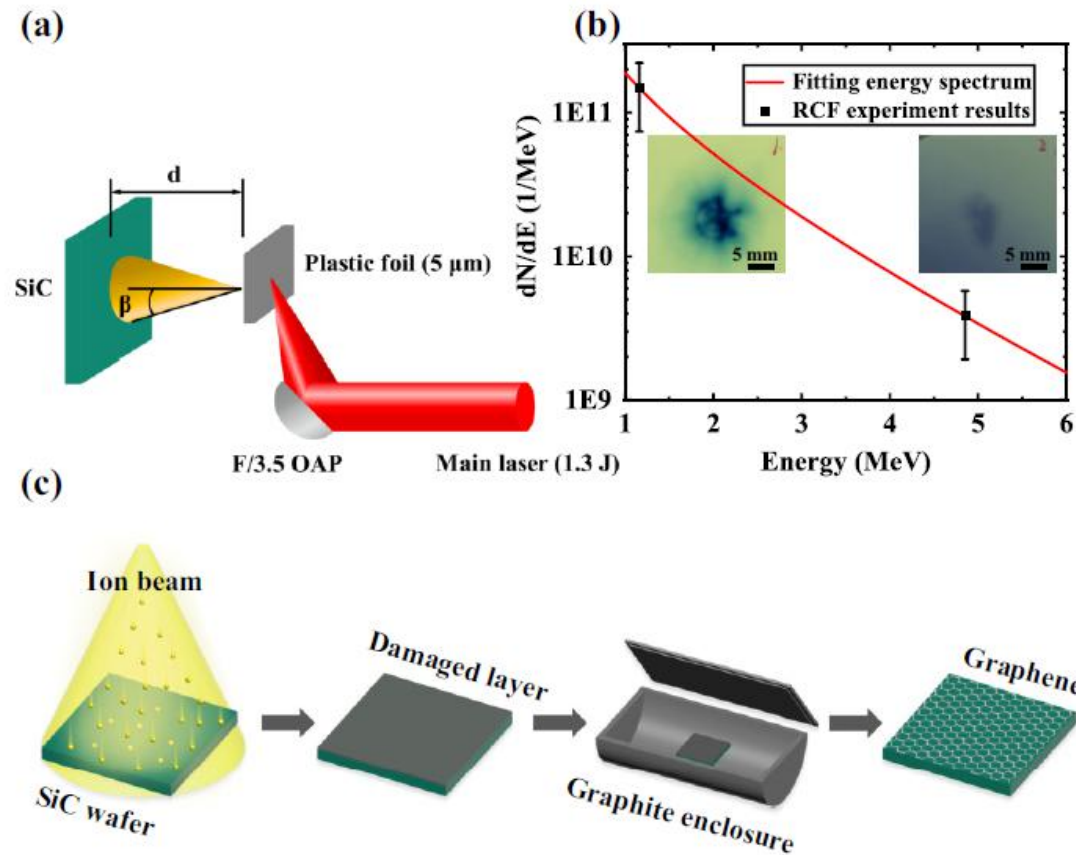 (a)
d
SiC
β
Plastic foil (5 μm)
F/3.5 OAP
Main laser (1.3 J)
(b)
dN/dE (1/MeV)
1E11
1E10
1E9
Fitting energy spectrum
RCF experiment results
5 mm
5 mm
1 2 3 4 5 6
Energy (MeV)
(c)
Ion beam
SiC wafer
Damaged layer
Graphite enclosure
Graphene